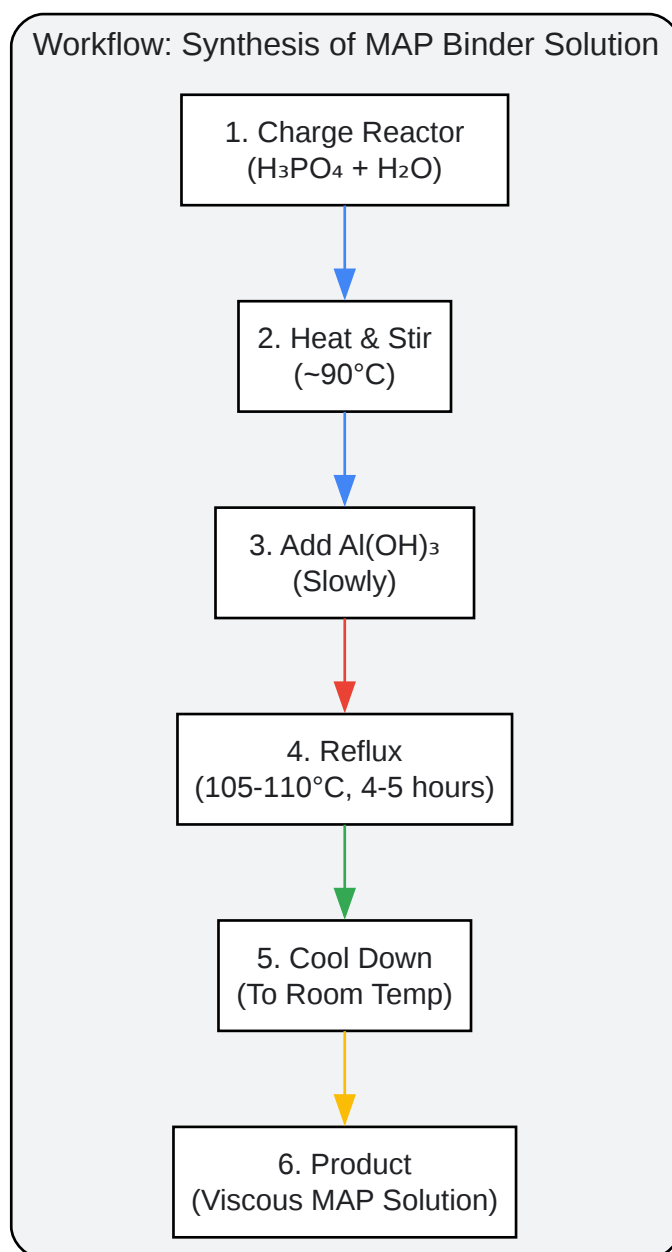 Workflow: Synthesis of MAP Binder Solution
1. Charge Reactor
(H₃PO₄ + H₂O)
2. Heat & Stir
(~90°C)
3. Add Al(OH)₃
(Slowly)
4. Reflux
(105-110°C, 4-5 hours)
5. Cool Down
(To Room Temp)
6. Product
(Viscous MAP Solution)